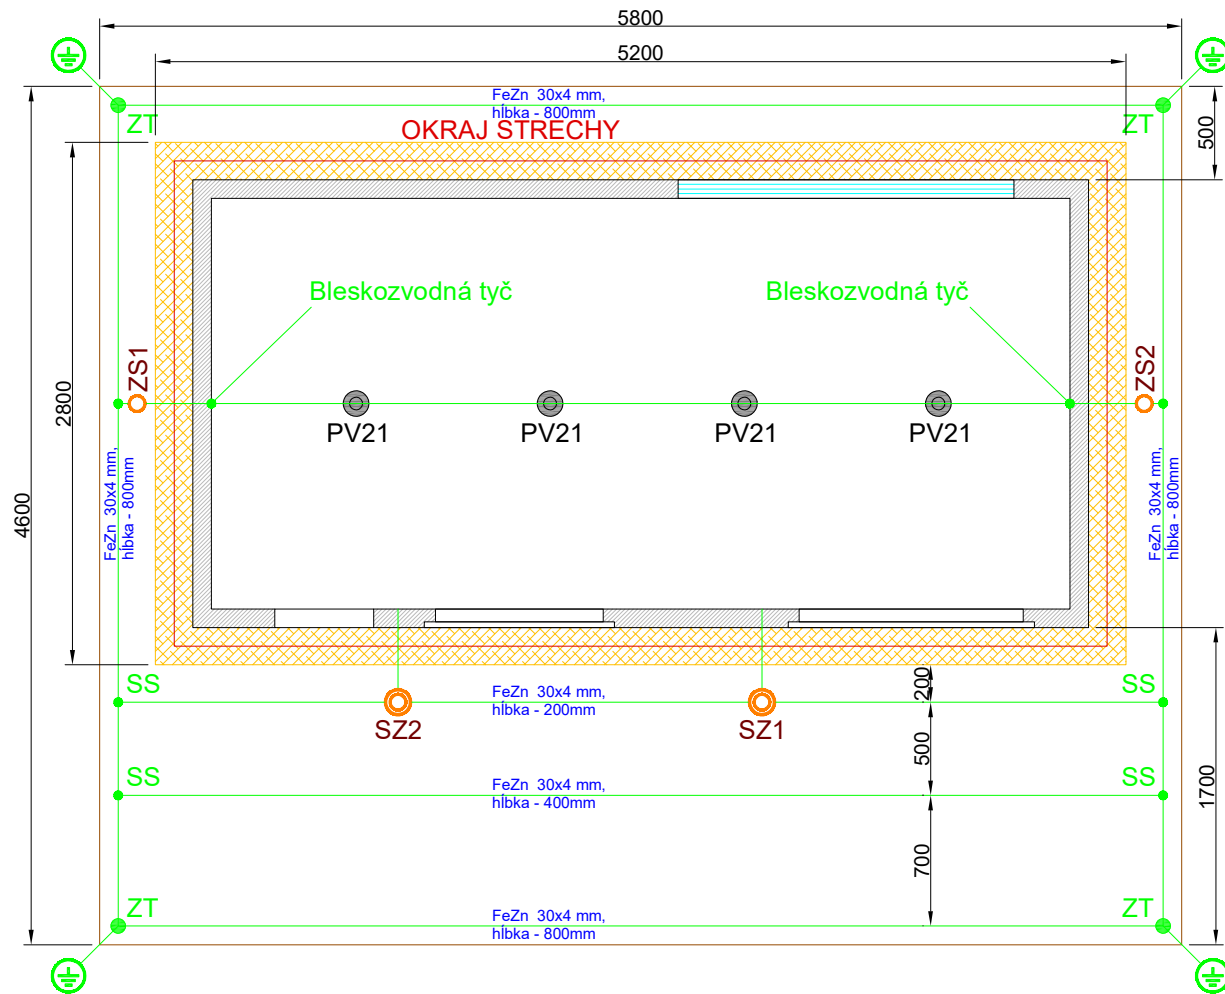 5800
5200
FeZn 30x4 mm,
hĺbka - 800mm
ZT
ZT
OKRAJ STRECHY
500
Bleskozvodná tyč
Bleskozvodná tyč
ZS1
ZS2
2800
PV21
PV21
PV21
PV21
4600
FeZn 30x4 mm,
hĺbka - 800mm
FeZn 30x4 mm,
hĺbka - 800mm
SS
SS
200
FeZn 30x4 mm,
hĺbka - 200mm
SZ2
SZ1
500
SS
SS
FeZn 30x4 mm,
hĺbka - 400mm
1700
700
ZT
ZT
FeZn 30x4 mm,
hĺbka - 800mm